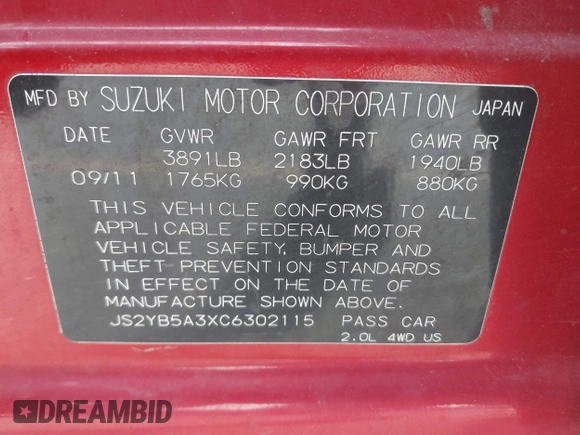 MFD BY SUZUKI MOTOR CORPORATION JAPAN
DATE GVWR GAWR FRT GAWR RR
3891LB 2183LB 1940LB
09/11 1765KG 990KG 880KG
THIS VEHICLE CONFORMS TO ALL
APPLICABLE FEDERAL MOTOR
VEHICLE SAFETY, BUMPER AND
THEFT PREVENTION STANDARDS
IN EFFECT ON THE DATE OF
MANUFACTURE SHOWN ABOVE.
JS2YB5A3XC6302115 PASS CAR
2.0L 4WD US
DREAMBID